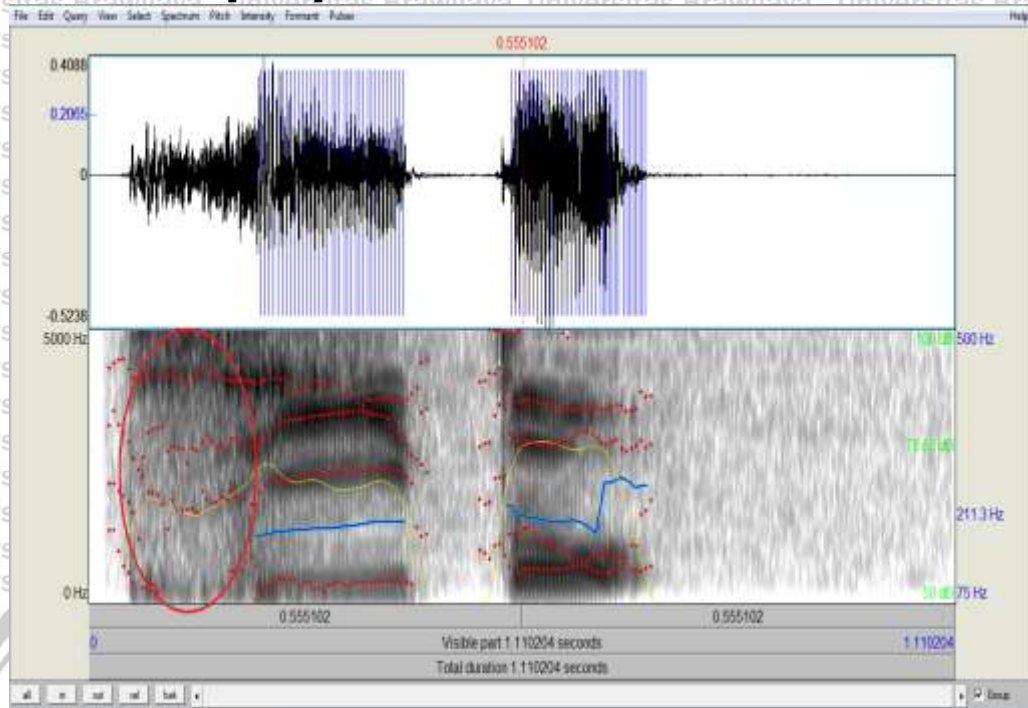 File Edit Query View Select Spectrum Pitch Intensity Formant Pulses Help
0.555102
0.4088
0.2065
0
-0.5238
5000 Hz 500 Hz
211.3 Hz
0 Hz 75 Hz
0.555102 0.555102
0 Visible part 1.110204 seconds 1.110204
Total duration 1.110204 seconds
all in out sel bak Group